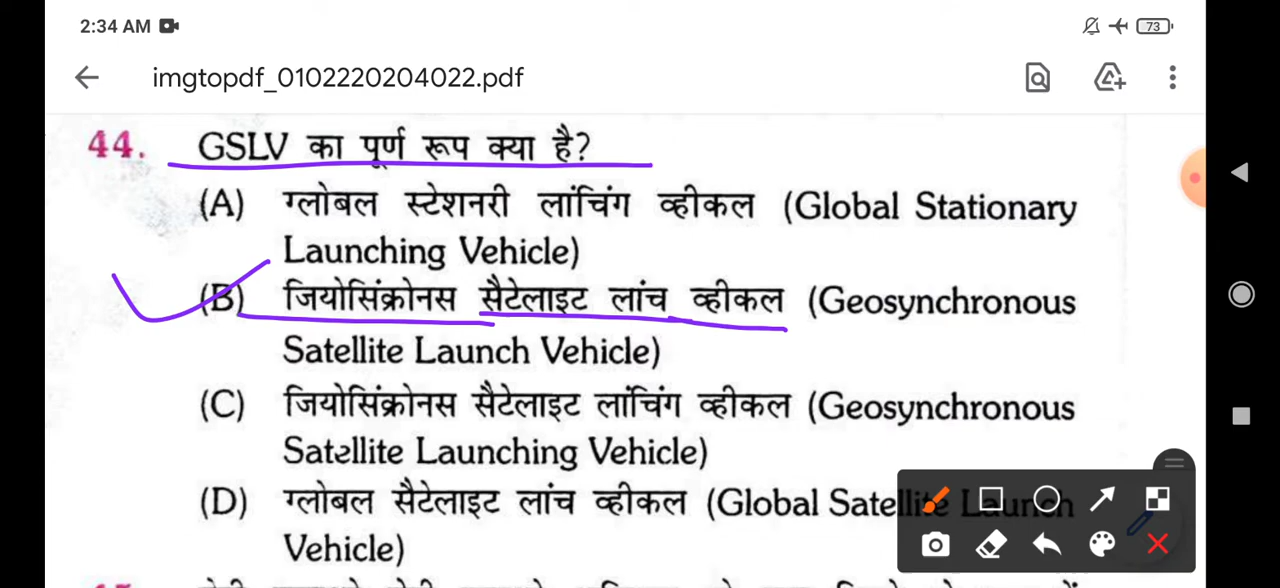 2:34 AM
73
imgtopdf_0102220204022.pdf
44. GSLV का पूर्ण रूप क्या है?
(A) ग्लोबल स्टेशनरी लांचिंग व्हीकल (Global Stationary
Launching Vehicle)
(B) जियोसिंक्रोनस सैटेलाइट लांच व्हीकल (Geosynchronous
Satellite Launch Vehicle)
(C) जियोसिंक्रोनस सैटेलाइट लांचिंग व्हीकल (Geosynchronous
Satellite Launching Vehicle)
(D) ग्लोबल सैटेलाइट लांच व्हीकल (Global Satellite Launch
Vehicle)